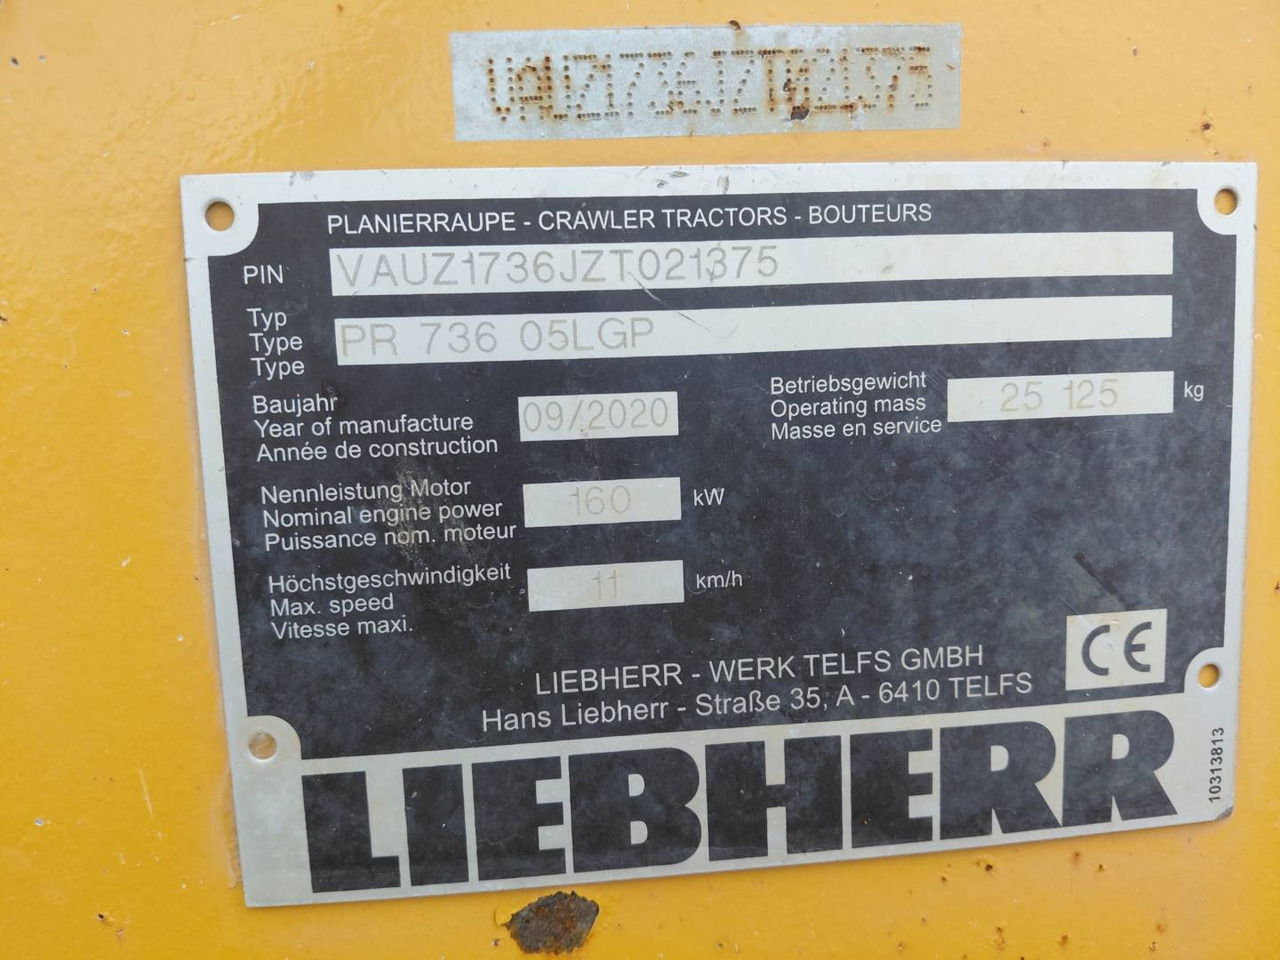 VAUZ1736JZT021375
PLANIERRAUPE - CRAWLER TRACTORS - BOUTEURS
PIN VAUZ1736JZT021375
Typ
Type PR 736 05LGP
Type
Baujahr
Year of manufacture 09/2020
Année de construction
Betriebsgewicht
Operating mass 25 125 kg
Masse en service
Nennleistung Motor
Nominal engine power 160 kW
Puissance nom. moteur
Höchstgeschwindigkeit
Max. speed 11 km/h
Vitesse maxi.
CE
LIEBHERR - WERK TELFS GMBH
Hans Liebherr - Straße 35, A - 6410 TELFS
LIEBHERR
10313813